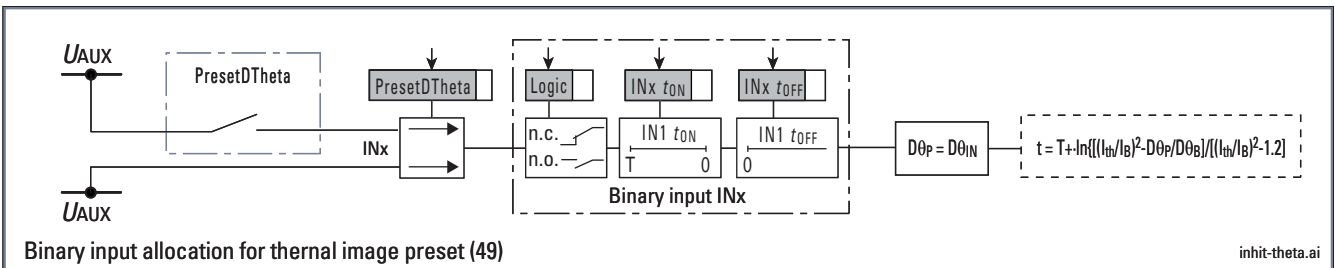 UAUX
PresetDTheta
PresetDTheta
Logic
INx tON
INx tOFF
INx
n.c.
n.o.
IN1 tON
T 0
IN1 tOFF
0
DθP = DθIN
t = T+·ln{[(Ith/IB)2-DθP/DθB]/[(Ith/IB)2-1.2]
Binary input INx
UAUX
Binary input allocation for thernal image preset (49)
inhit-theta.ai